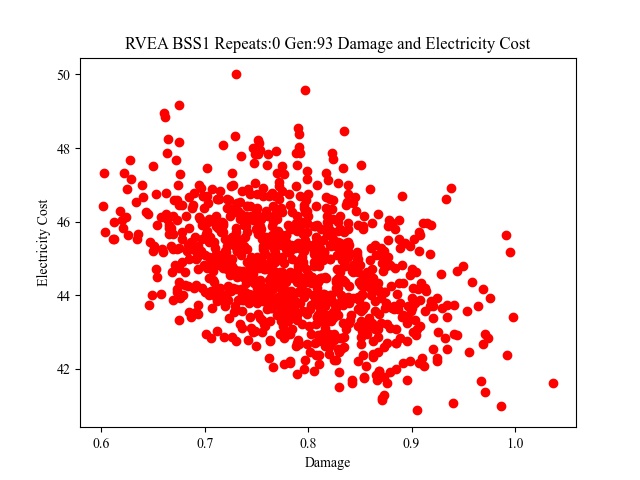 RVEA BSS1 Repeats:0 Gen:93 Damage and Electricity Cost
50
48
46
44
42
Electricity Cost
0.6 0.7 0.8 0.9 1.0
Damage